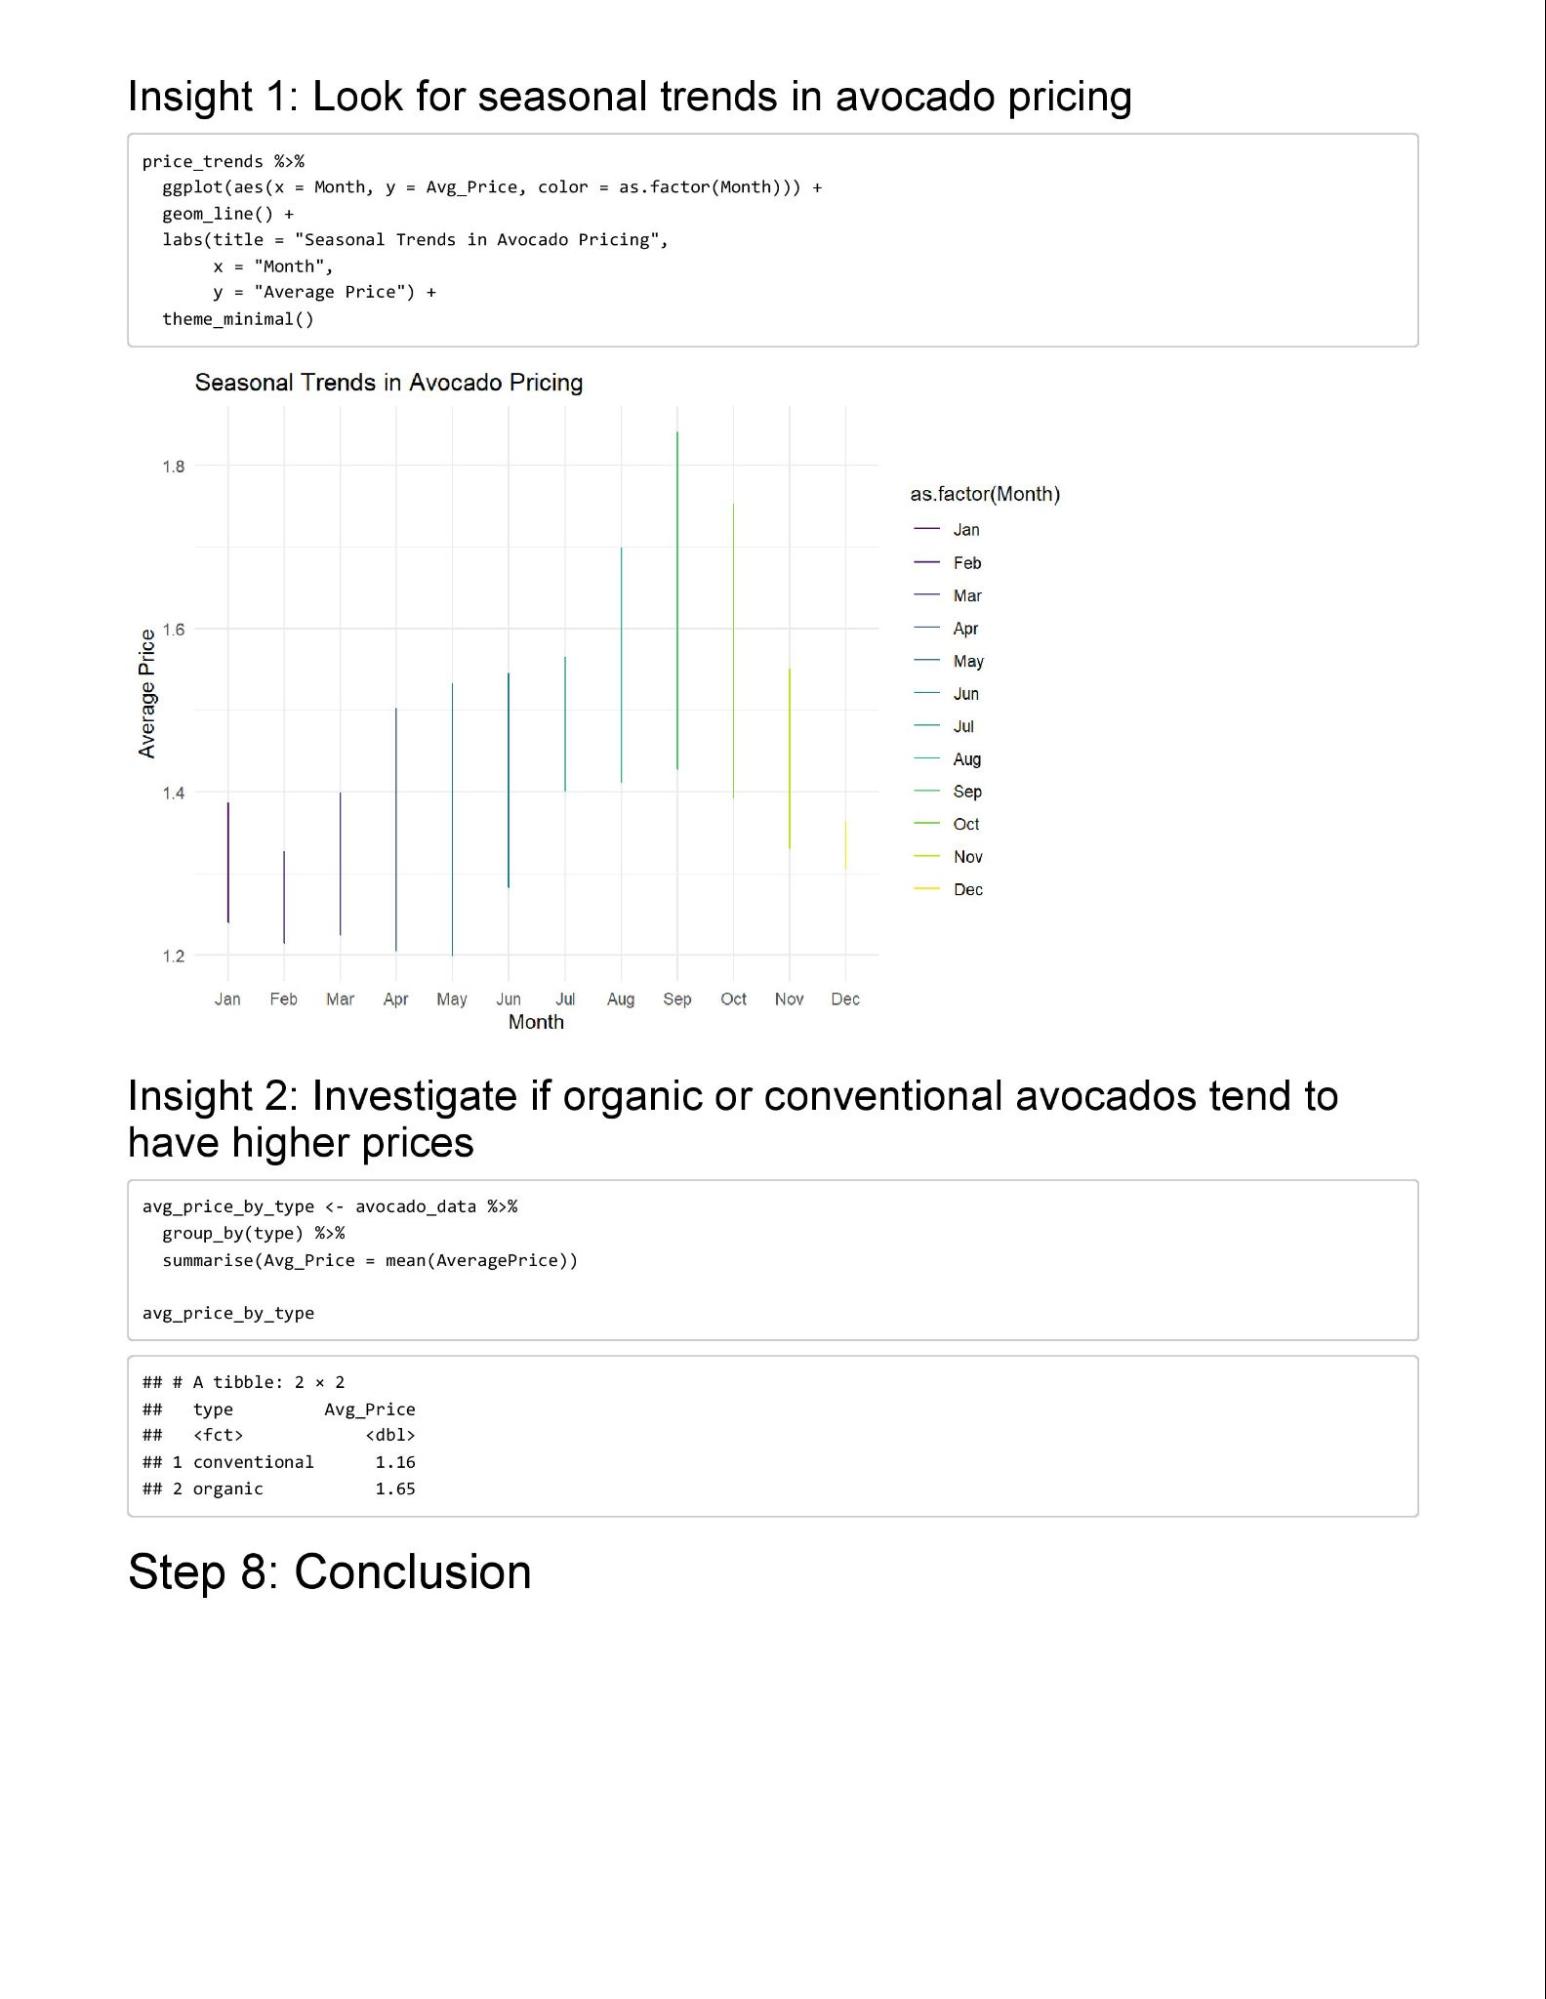 Insight 1: Look for seasonal trends in avocado pricing
price_trends %>%
  ggplot(aes(x = Month, y = Avg_Price, color = as.factor(Month))) +
  geom_line() +
  labs(title = "Seasonal Trends in Avocado Pricing",
       x = "Month",
       y = "Average Price") +
  theme_minimal()
Seasonal Trends in Avocado Pricing
Average Price
1.8
1.6
1.4
1.2
Jan Feb Mar Apr May Jun Jul Aug Sep Oct Nov Dec
Month
as.factor(Month)
Jan
Feb
Mar
Apr
May
Jun
Jul
Aug
Sep
Oct
Nov
Dec
Insight 2: Investigate if organic or conventional avocados tend to
have higher prices
avg_price_by_type <- avocado_data %>%
  group_by(type) %>%
  summarise(Avg_Price = mean(AveragePrice))
avg_price_by_type
## # A tibble: 2 × 2
##   type         Avg_Price
##   <fct>            <dbl>
## 1 conventional      1.16
## 2 organic           1.65
Step 8: Conclusion